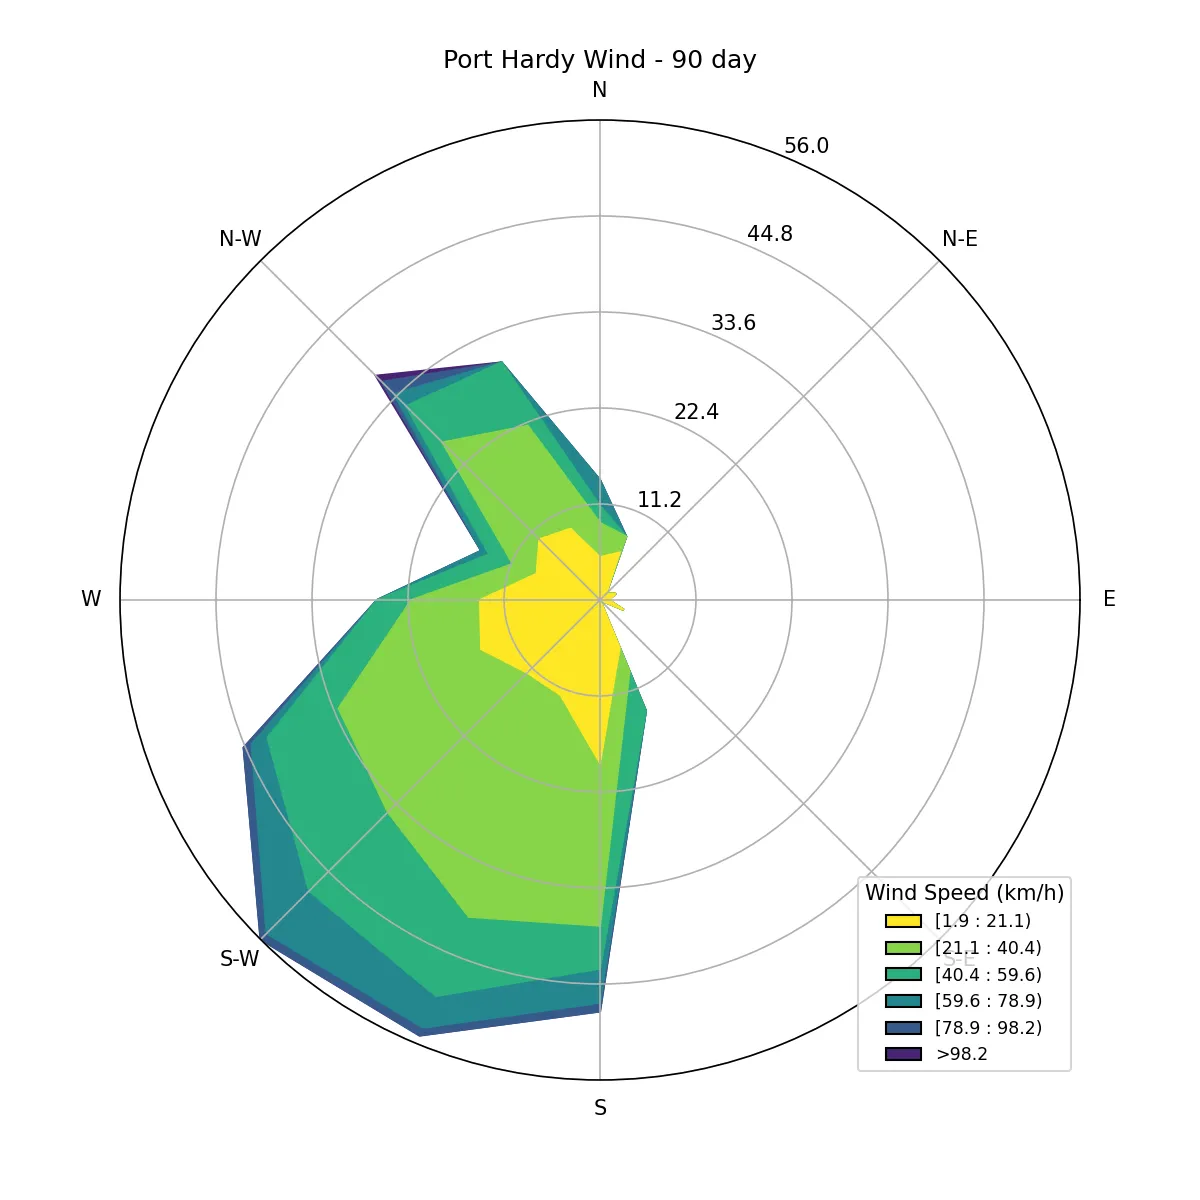 Port Hardy Wind - 90 day
N
56.0
N-W
N-E
44.8
33.6
22.4
11.2
W
E
S-W
S-E
S
Wind Speed (km/h)
[1.9 : 21.1)
[21.1 : 40.4)
[40.4 : 59.6)
[59.6 : 78.9)
[78.9 : 98.2)
>98.2